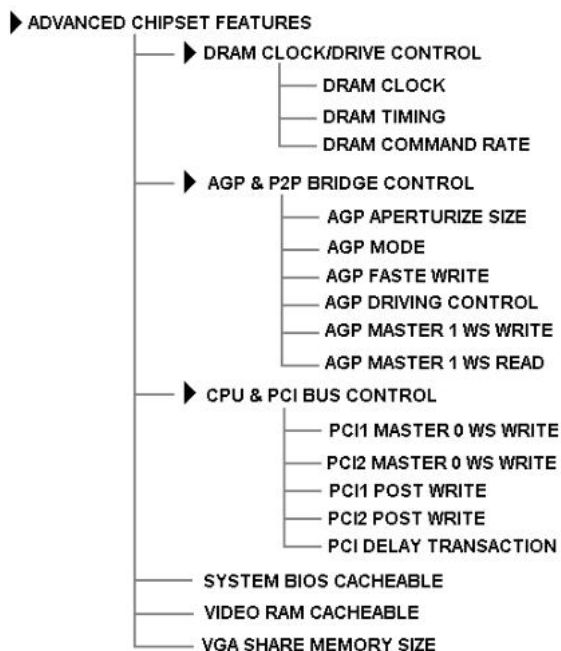 ADVANCED CHIPSET FEATURES
DRAM CLOCK/DRIVE CONTROL
DRAM CLOCK
DRAM TIMING
DRAM COMMAND RATE
AGP & P2P BRIDGE CONTROL
AGP APERTURIZE SIZE
AGP MODE
AGP FASTE WRITE
AGP DRIVING CONTROL
AGP MASTER 1 WS WRITE
AGP MASTER 1 WS READ
CPU & PCI BUS CONTROL
PCI1 MASTER 0 WS WRITE
PCI2 MASTER 0 WS WRITE
PCI1 POST WRITE
PCI2 POST WRITE
PCI DELAY TRANSACTION
SYSTEM BIOS CACHEABLE
VIDEO RAM CACHEABLE
VGA SHARE MEMORY SIZE